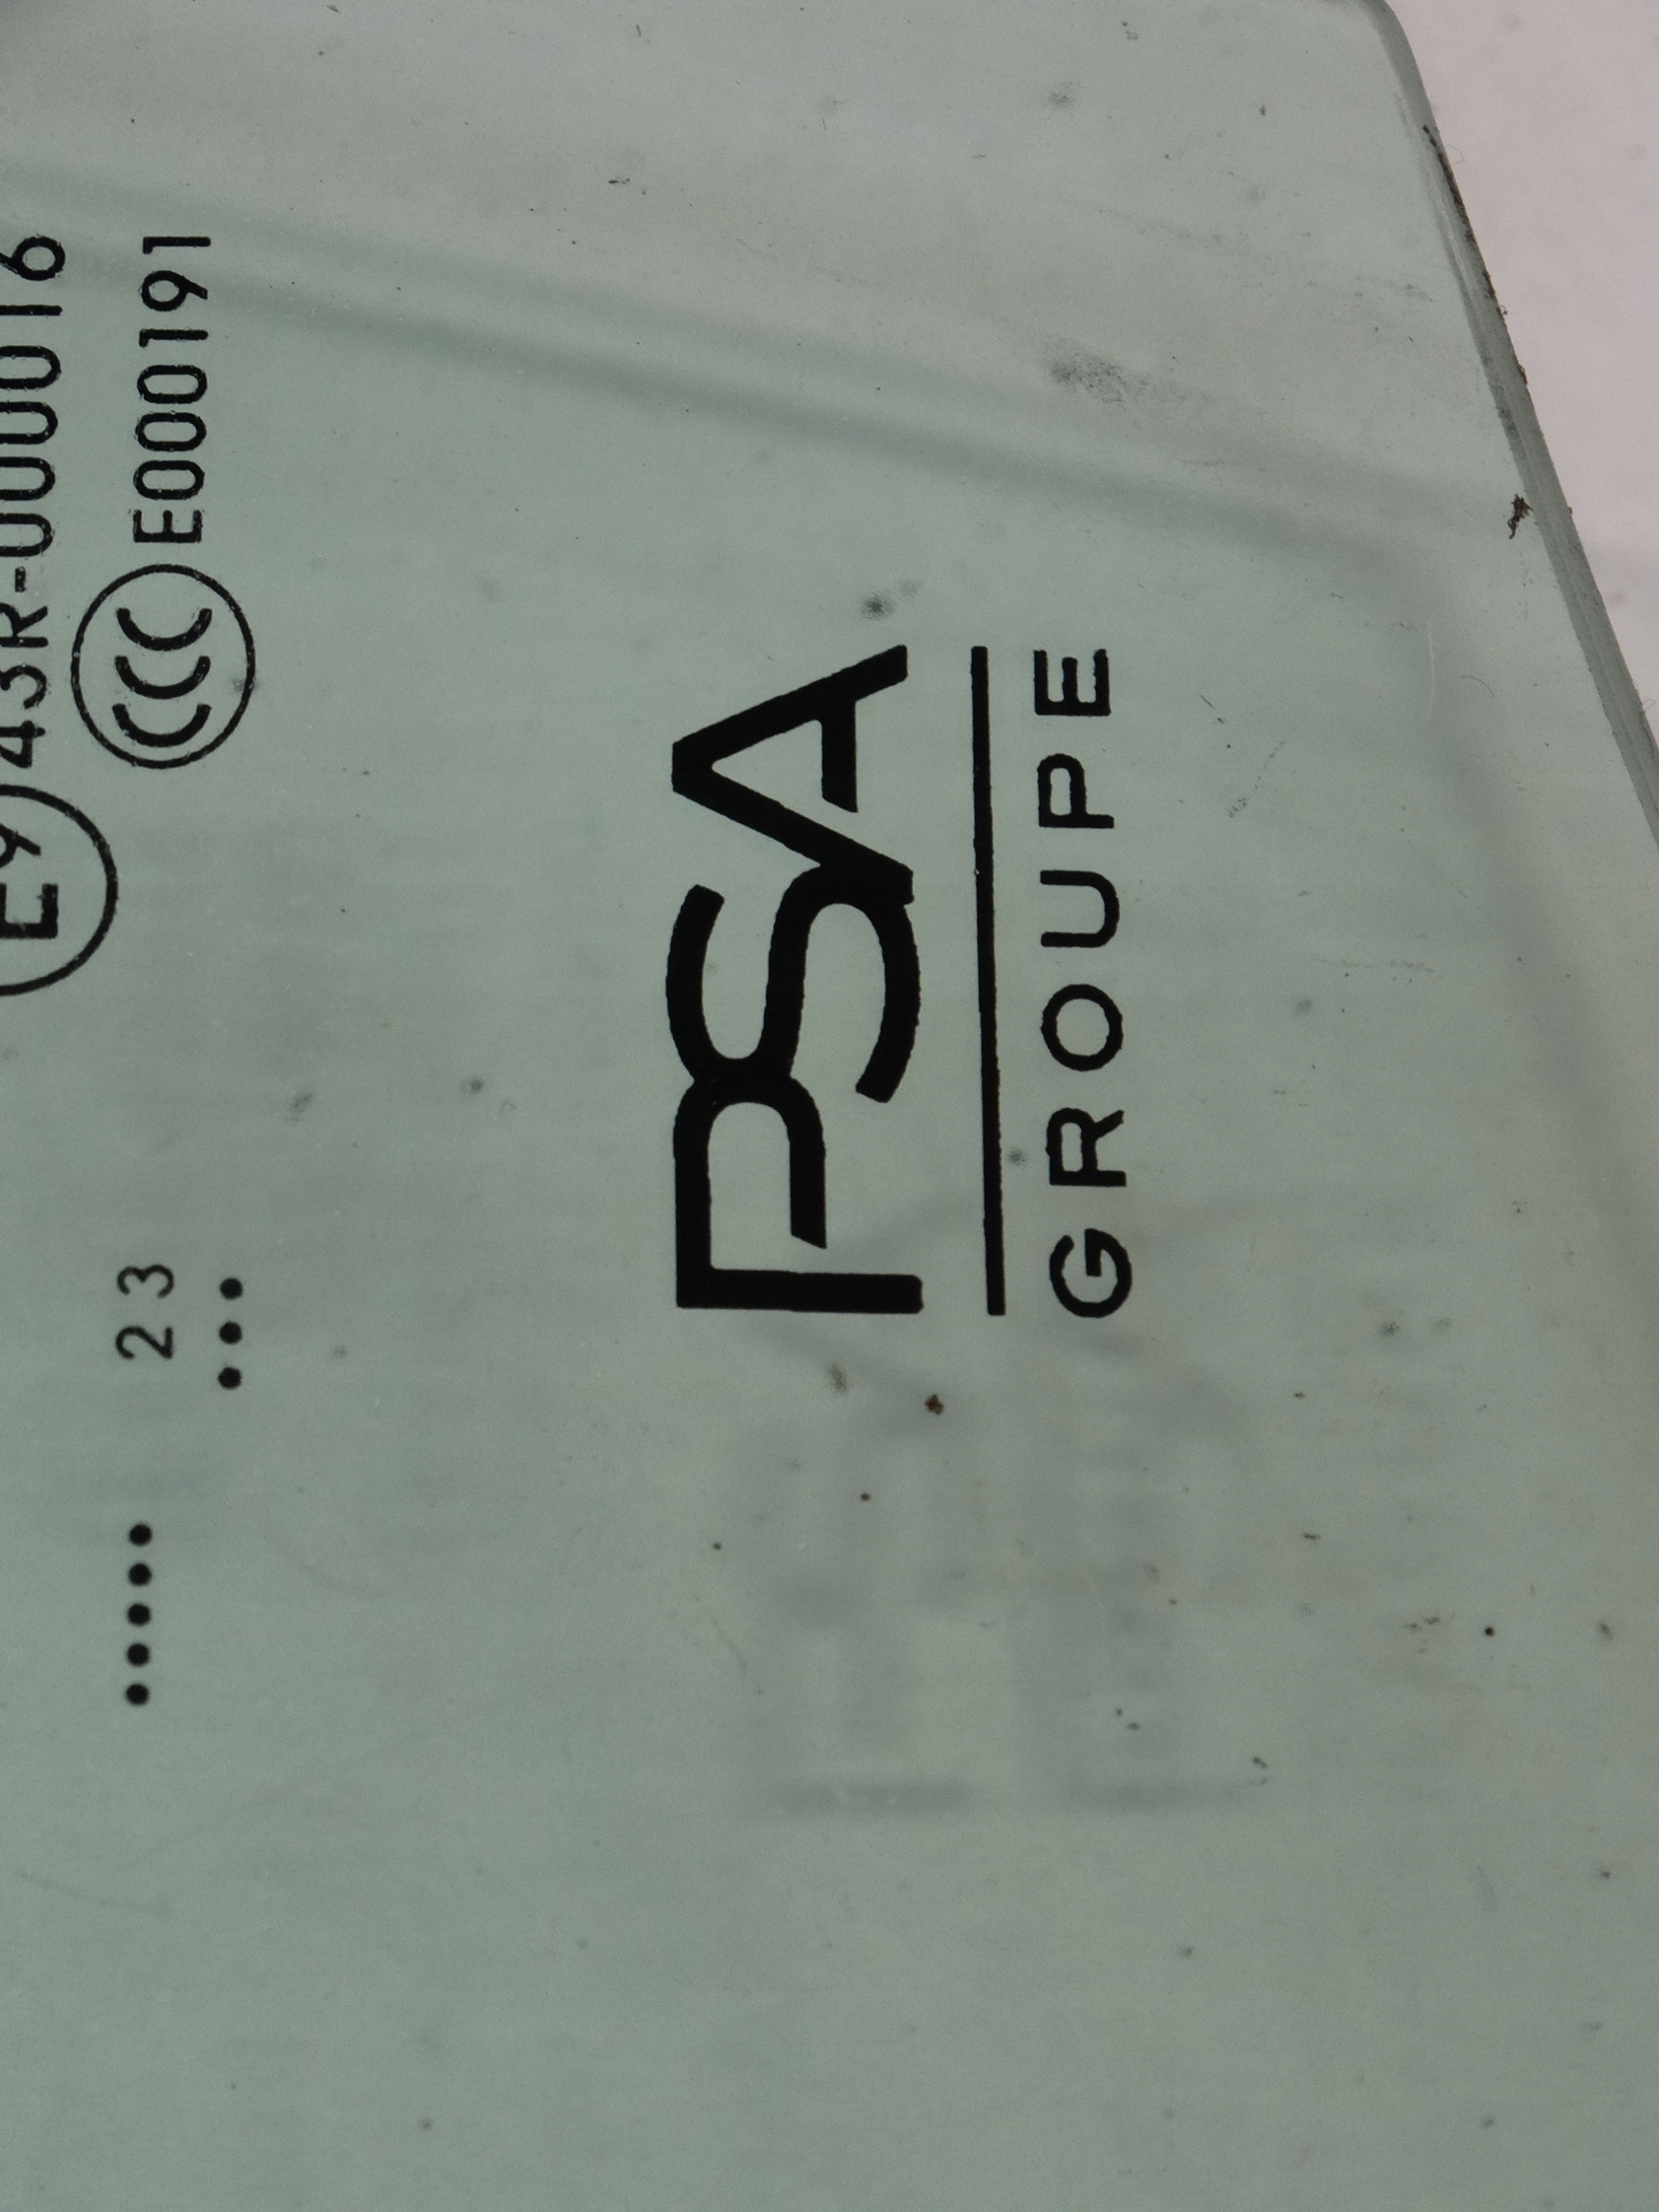 E9 43R-000016
CCC E000191
23
..... ...
PSA
GROUPE